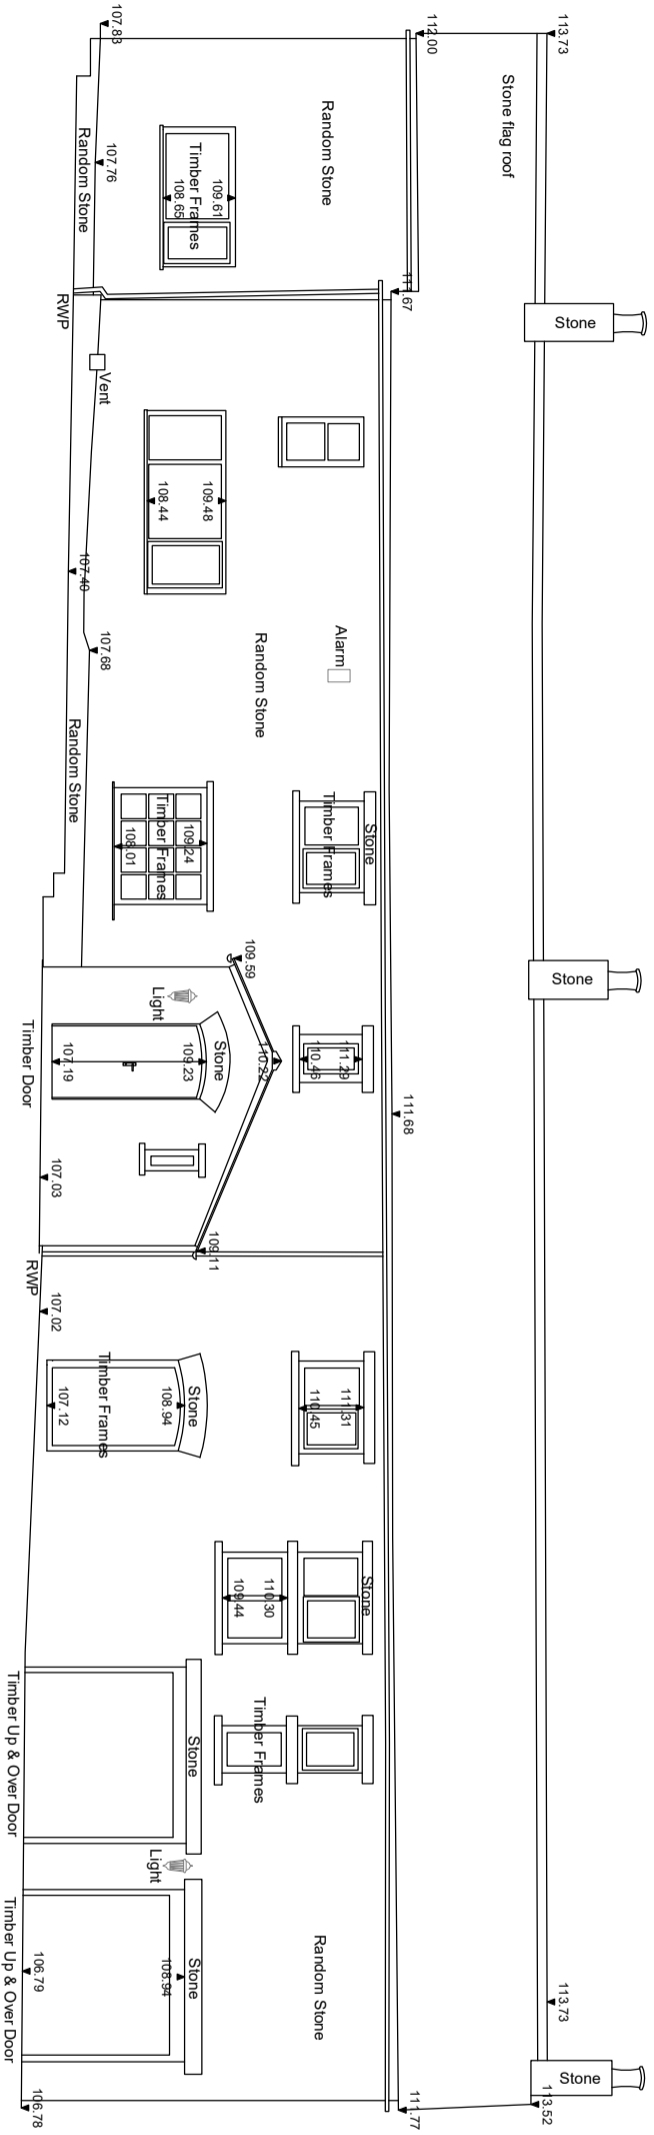 113.73
112.00
Stone flag roof
Random Stone
109.61
108.65
Timber Frames
107.83
107.76
Random Stone
RWP
111.67
Stone
Vent
109.48
108.44
107.40
107.68
Alarm
Random Stone
Random Stone
Stone
Timber Frames
109.24
108.01
Timber Frames
Stone
109.59
110.22
111.29
110.46
111.68
Light
Stone
109.23
107.19
Timber Door
107.03
109.11
RWP
107.02
111.31
110.45
Stone
108.94
107.12
Timber Frames
Stone
110.30
109.44
Timber Frames
Stone
Timber Up & Over Door
Light
Random Stone
Stone
108.94
106.79
Timber Up & Over Door
113.73
Stone
113.52
111.77
106.78